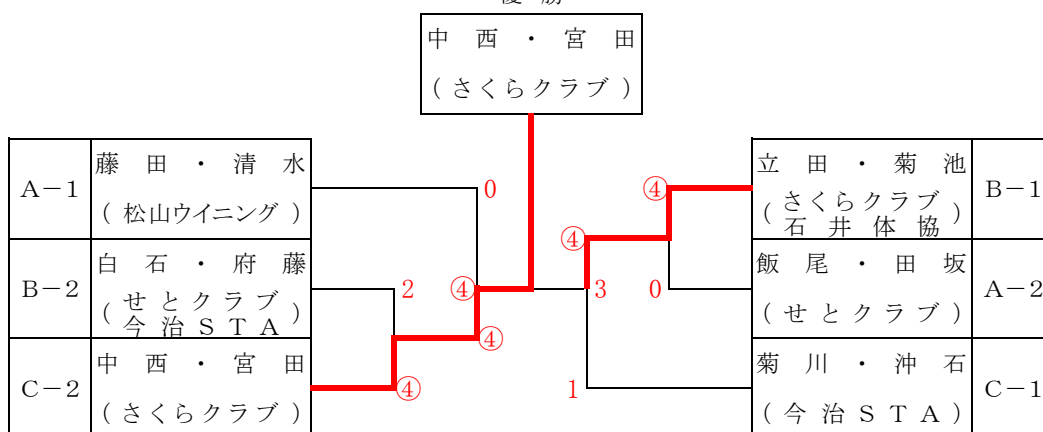 中西・宮田
(さくらクラブ)
A-1
藤田・清水
(松山ウイニング)
B-2
白石・府藤
(せとクラブ
今治STA)
C-2
中西・宮田
(さくらクラブ)
0
2
④
④
④
④
④
3
0
1
立田・菊池
(さくらクラブ
石井体協)
B-1
飯尾・田坂
(せとクラブ)
A-2
菊川・沖石
(今治STA)
C-1